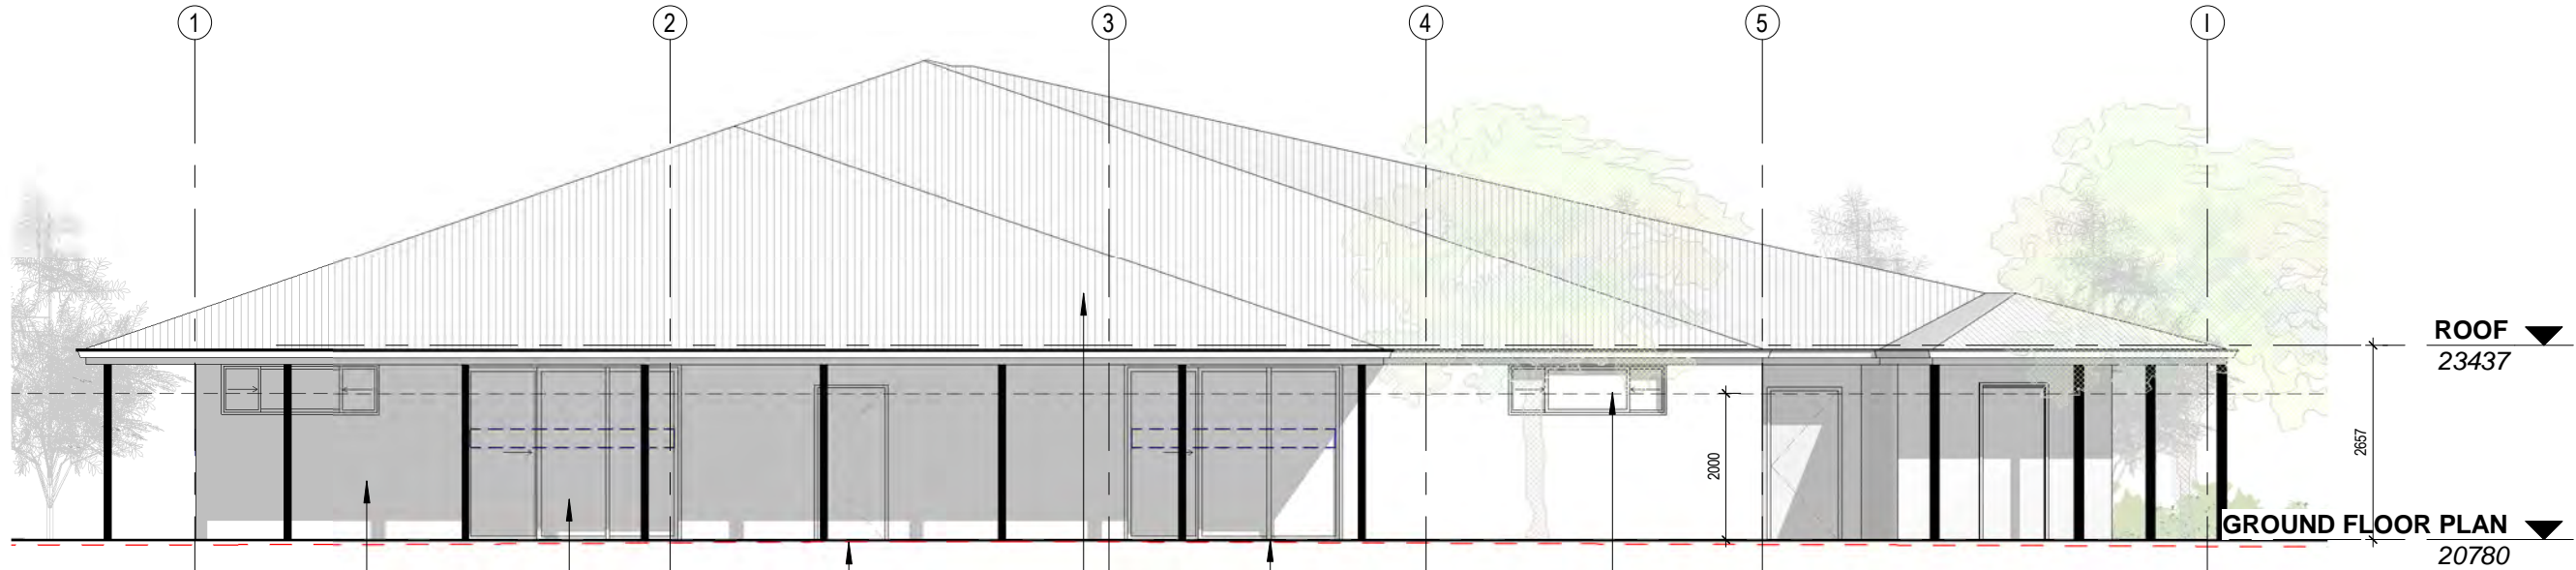 1 2 3 4 5 I
ROOF
23437
2657
2000
GROUND FLOOR PLAN
20780